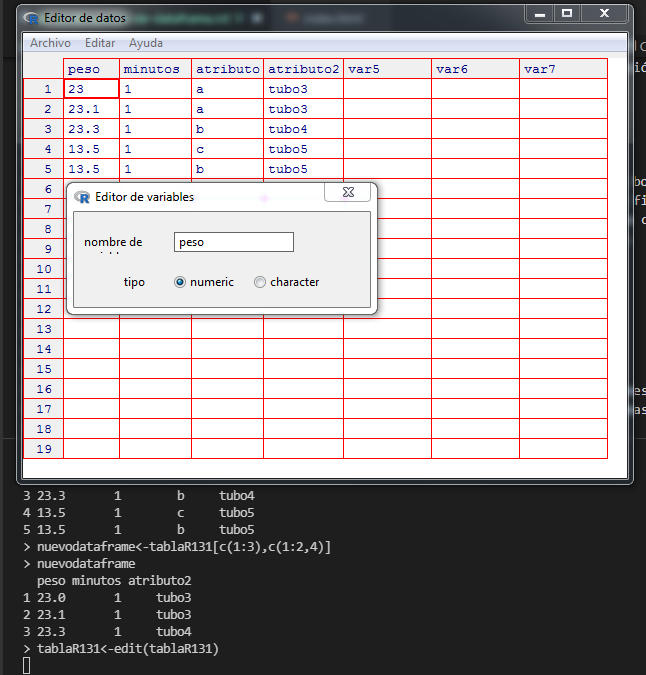 Editor de datos
Archivo Editar Ayuda
peso minutos atributo atributo2 var5 var6 var7
1 23 1 a tubo3
2 23.1 1 a tubo3
3 23.3 1 b tubo4
4 13.5 1 c tubo5
5 13.5 1 b tubo5
6
7
8
9
10
11
12
13
14
15
16
17
18
19
Editor de variables
nombre de
peso
tipo numeric character
3 23.3 1 b tubo4
4 13.5 1 c tubo5
5 13.5 1 b tubo5
> nuevodataframe<-tablaR131[c(1:3),c(1:2,4)]
> nuevodataframe
peso minutos atributo2
1 23.0 1 tubo3
2 23.1 1 tubo3
3 23.3 1 tubo4
> tablaR131<-edit(tablaR131)